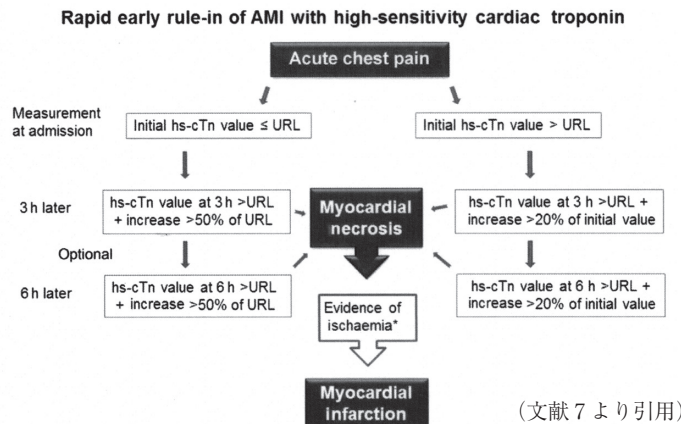 Rapid early rule-in of AMI with high-sensitivity cardiac troponin
Acute chest pain
Measurement
at admission
Initial hs-cTn value ≤ URL
Initial hs-cTn value > URL
3 h later
hs-cTn value at 3 h >URL
+ increase >50% of URL
Myocardial
necrosis
hs-cTn value at 3 h >URL +
increase >20% of initial value
Optional
6 h later
hs-cTn value at 6 h >URL
+ increase >50% of URL
hs-cTn value at 6 h >URL +
increase >20% of initial value
Evidence of
ischaemia*
Myocardial
infarction
(文献7より引用)